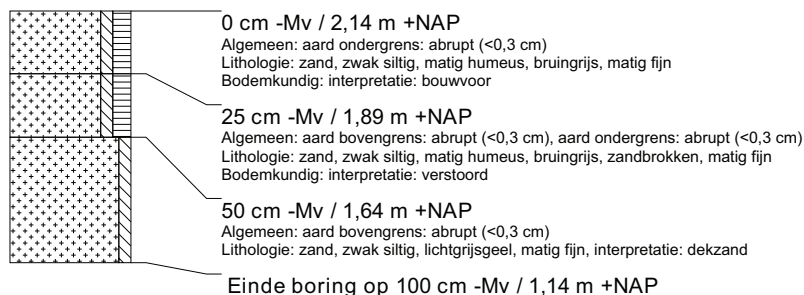 0 cm -Mv / 2,14 m +NAP
Algemeen: aard ondergrens: abrupt (<0,3 cm)
Lithologie: zand, zwak siltig, matig humeus, bruingrijs, matig fijn
Bodemkundig: interpretatie: bouwvoor
25 cm -Mv / 1,89 m +NAP
Algemeen: aard bovengrens: abrupt (<0,3 cm), aard ondergrens: abrupt (<0,3 cm)
Lithologie: zand, zwak siltig, matig humeus, bruingrijs, zandbrokken, matig fijn
Bodemkundig: interpretatie: verstoord
50 cm -Mv / 1,64 m +NAP
Algemeen: aard bovengrens: abrupt (<0,3 cm)
Lithologie: zand, zwak siltig, lichtgrijsgeel, matig fijn, interpretatie: dekzand
Einde boring op 100 cm -Mv / 1,14 m +NAP